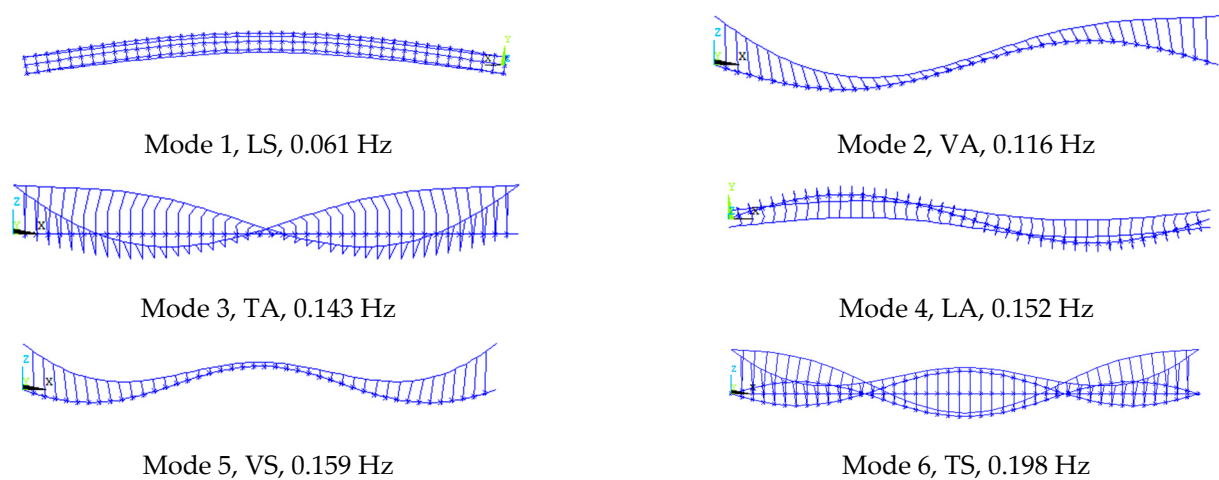 X Y
Z X
Mode 1, LS, 0.061 Hz
Mode 2, VA, 0.116 Hz
Z X
Y X
Mode 3, TA, 0.143 Hz
Mode 4, LA, 0.152 Hz
Z X
Z
Mode 5, VS, 0.159 Hz
Mode 6, TS, 0.198 Hz